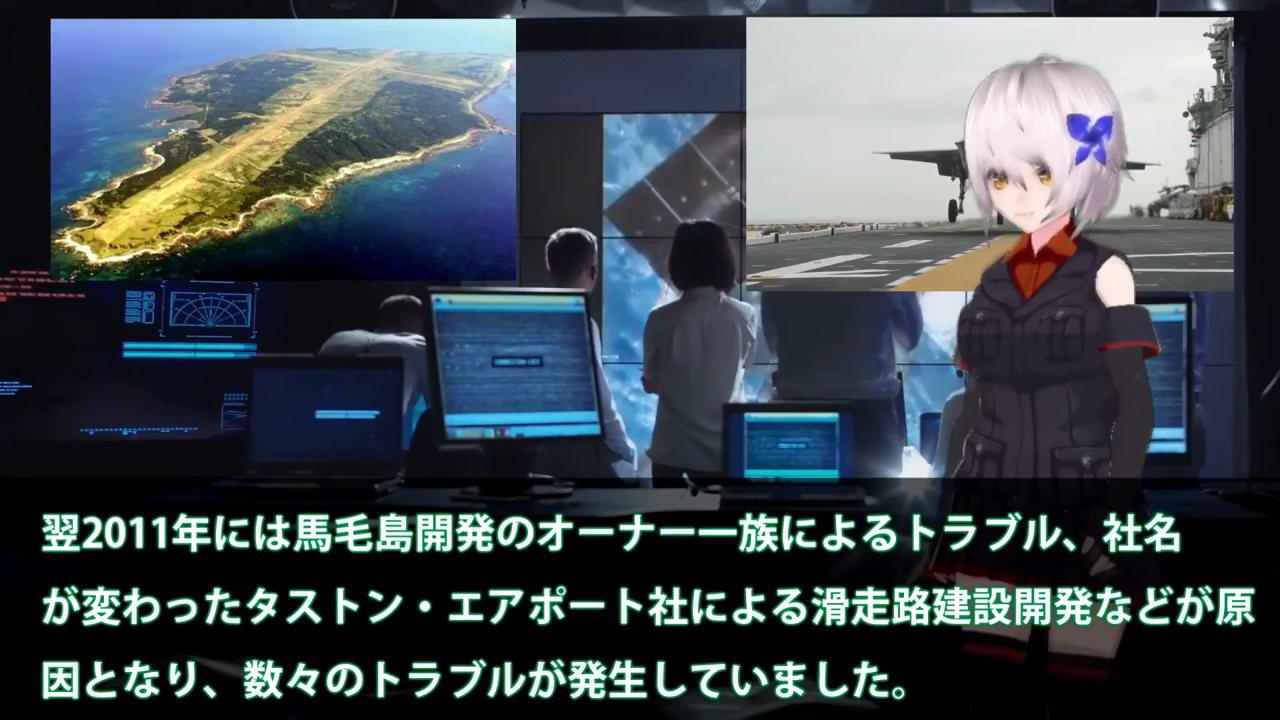 翌2011年には馬毛島開発のオーナー一族によるトラブル、社名
が変わったタストン・エアポート社による滑走路建設開発などが原
因となり、数々のトラブルが発生していました。